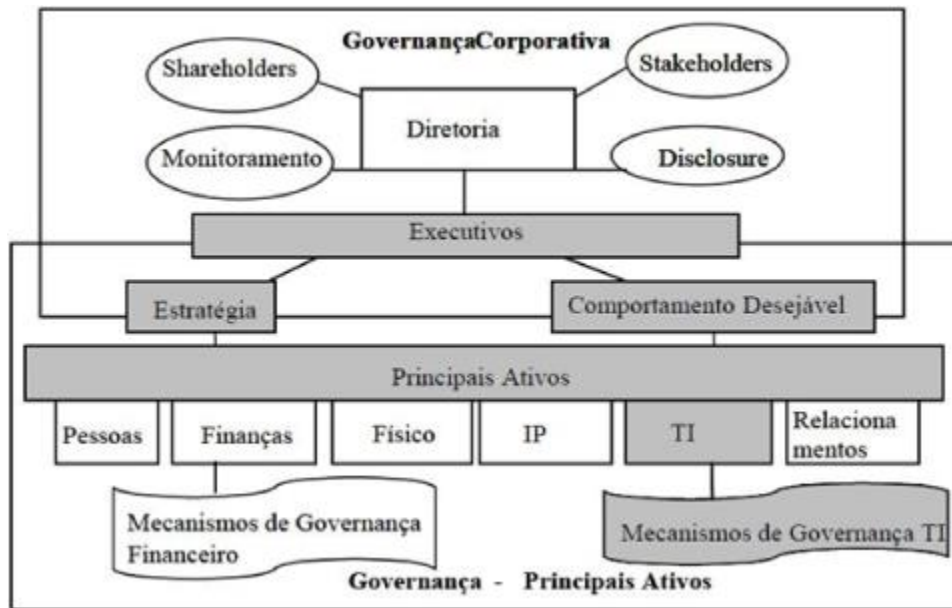 GovernançaCorporativa
Shareholders
Stakeholders
Diretoria
Monitoramento
Disclosure
Executivos
Estratégia
Comportamento Desejável
Principais Ativos
Pessoas
Finanças
Físico
IP
TI
Relaciona
mentos
Mecanismos de Governança
Financeiro
Mecanismos de Governança TI
Governança - Principais Ativos